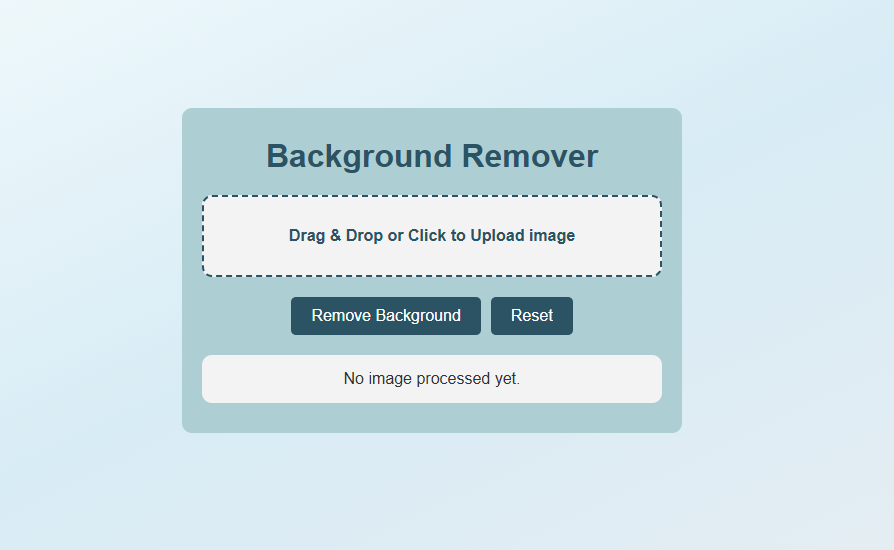 Background Remover
Drag & Drop or Click to Upload image
Remove Background
Reset
No image processed yet.